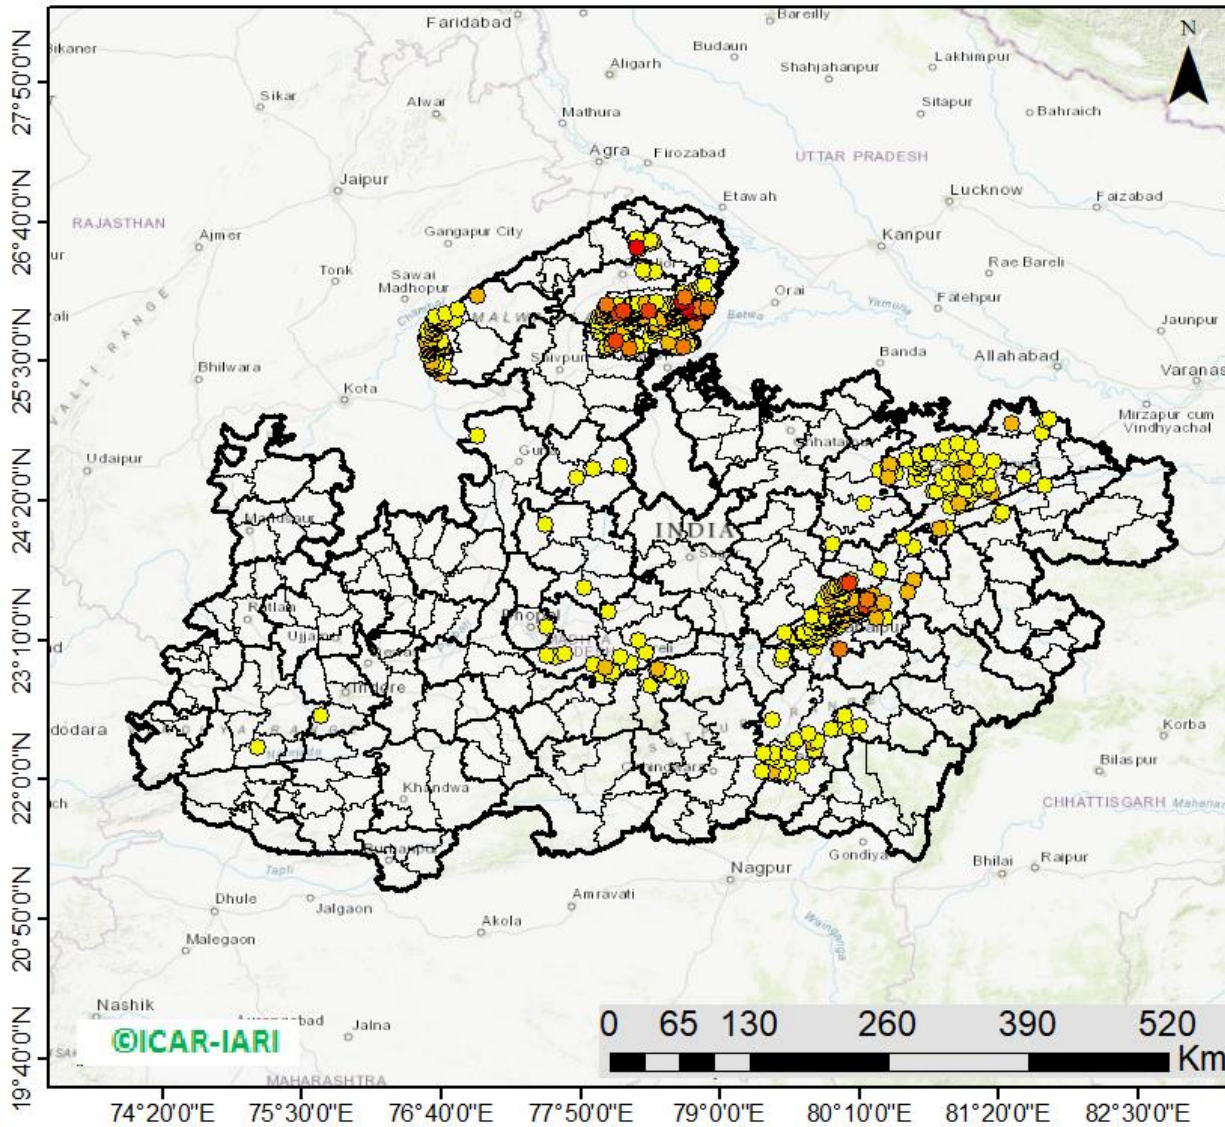 Faridabad
Bareilly
N
Budaun
Lakhimpur
Aligarh
Shahjahanpur
Sikar
Alwar
Mathura
Sitapur
Bahraich
Agra
Firozabad
UTTAR PRADESH
Jaipur
Lucknow
Etawah
Faizabad
RAJASTHAN
Ajmer
Gangapur City
Kanpur
Tonk
Sawai
Madhopur
Rae Bareli
Orai
Fatehpur
Chambal
Yamuna
Betwa
Jaunpur
Banda
Allahabad
Bhilwara
Kota
Varanas
Mirzapur cum
Vindhyachal
Udaipur
INDIA
Bhopal
Ratlam
Indore
Korba
Bilaspur
Khandwa
CHHATTISGARH
Mahanad
Burhanpur
Gondiya
Nagpur
Bhilai
Raipur
Tapti
Dhule
Jalgaon
Amravati
Akola
Wainganga
Malegaon
Nashik
Jalna
MAHARASHTRA
©ICAR-IARI
0 65 130 260 390 520
Km
27°50'0"N
26°40'0"N
25°30'0"N
24°20'0"N
23°10'0"N
22°0'0"N
20°50'0"N
19°40'0"N
74°20'0"E 75°30'0"E 76°40'0"E 77°50'0"E 79°0'0"E 80°10'0"E 81°20'0"E 82°30'0"E